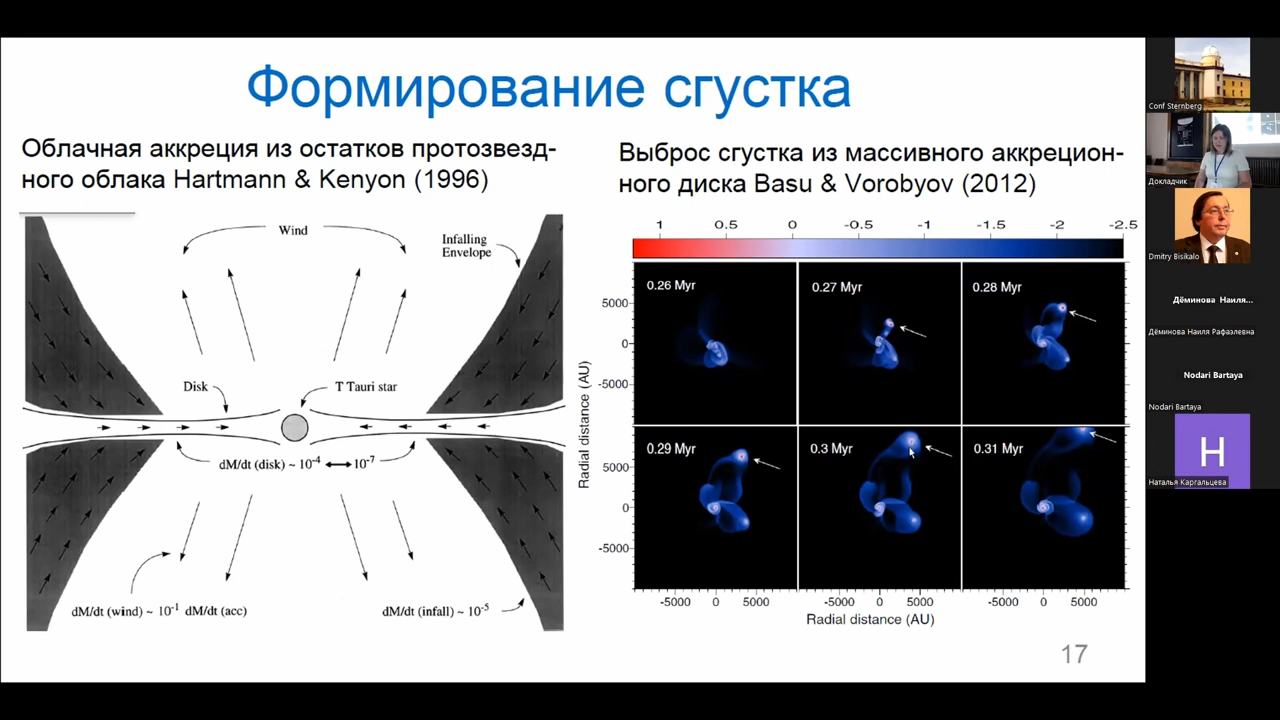 Формирование сгустка
Облачная аккреция из остатков протозвезд-
ного облака Hartmann & Kenyon (1996)
Wind
Infalling
Envelope
Disk
T Tauri star
dM/dt (disk) ~ 10⁻⁴ ⟷ 10⁻⁷
dM/dt (wind) ~ 10⁻¹ dM/dt (acc)
dM/dt (infall) ~ 10⁻⁵
Выброс сгустка из массивного аккрецион-
ного диска Basu & Vorobyov (2012)
1 0.5 0 -0.5 -1 -1.5 -2 -2.5
0.26 Myr 0.27 Myr 0.28 Myr
5000
0
-5000
Radial distance (AU)
0.29 Myr 0.3 Myr 0.31 Myr
5000
0
-5000
-5000 0 5000 -5000 0 5000 -5000 0 5000
Radial distance (AU)
17
Conf Sternberg
Докладчик
Dmitry Bisikalo
Дёминова Наиля...
Дёминова Наиля Рафаэлевна
Nodari Bartaya
Nodari Bartaya
Н
Наталья Каргальцева